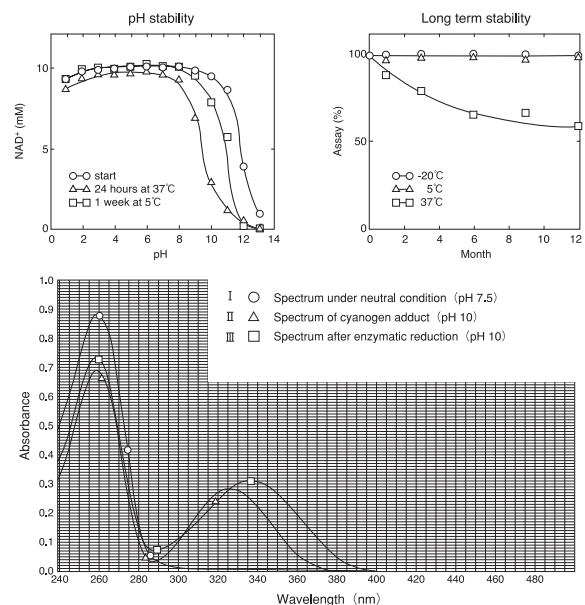 pH stability
NAD⁺ (mM)
10
5
0
0 2 4 6 8 10 12 14
pH
start
24 hours at 37℃
1 week at 5℃
Long term stability
Assay (%)
100
50
0
0 3 6 9 12
Month
-20℃
5℃
37℃
Absorbance
1.0
0.9
0.8
0.7
0.6
0.5
0.4
0.3
0.2
0.1
0.0
240 260 280 300 320 340 360 380 400 420 440 460 480
Wavelength (nm)
I Spectrum under neutral condition (pH 7.5)
II Spectrum of cyanogen adduct (pH 10)
III Spectrum after enzymatic reduction (pH 10)